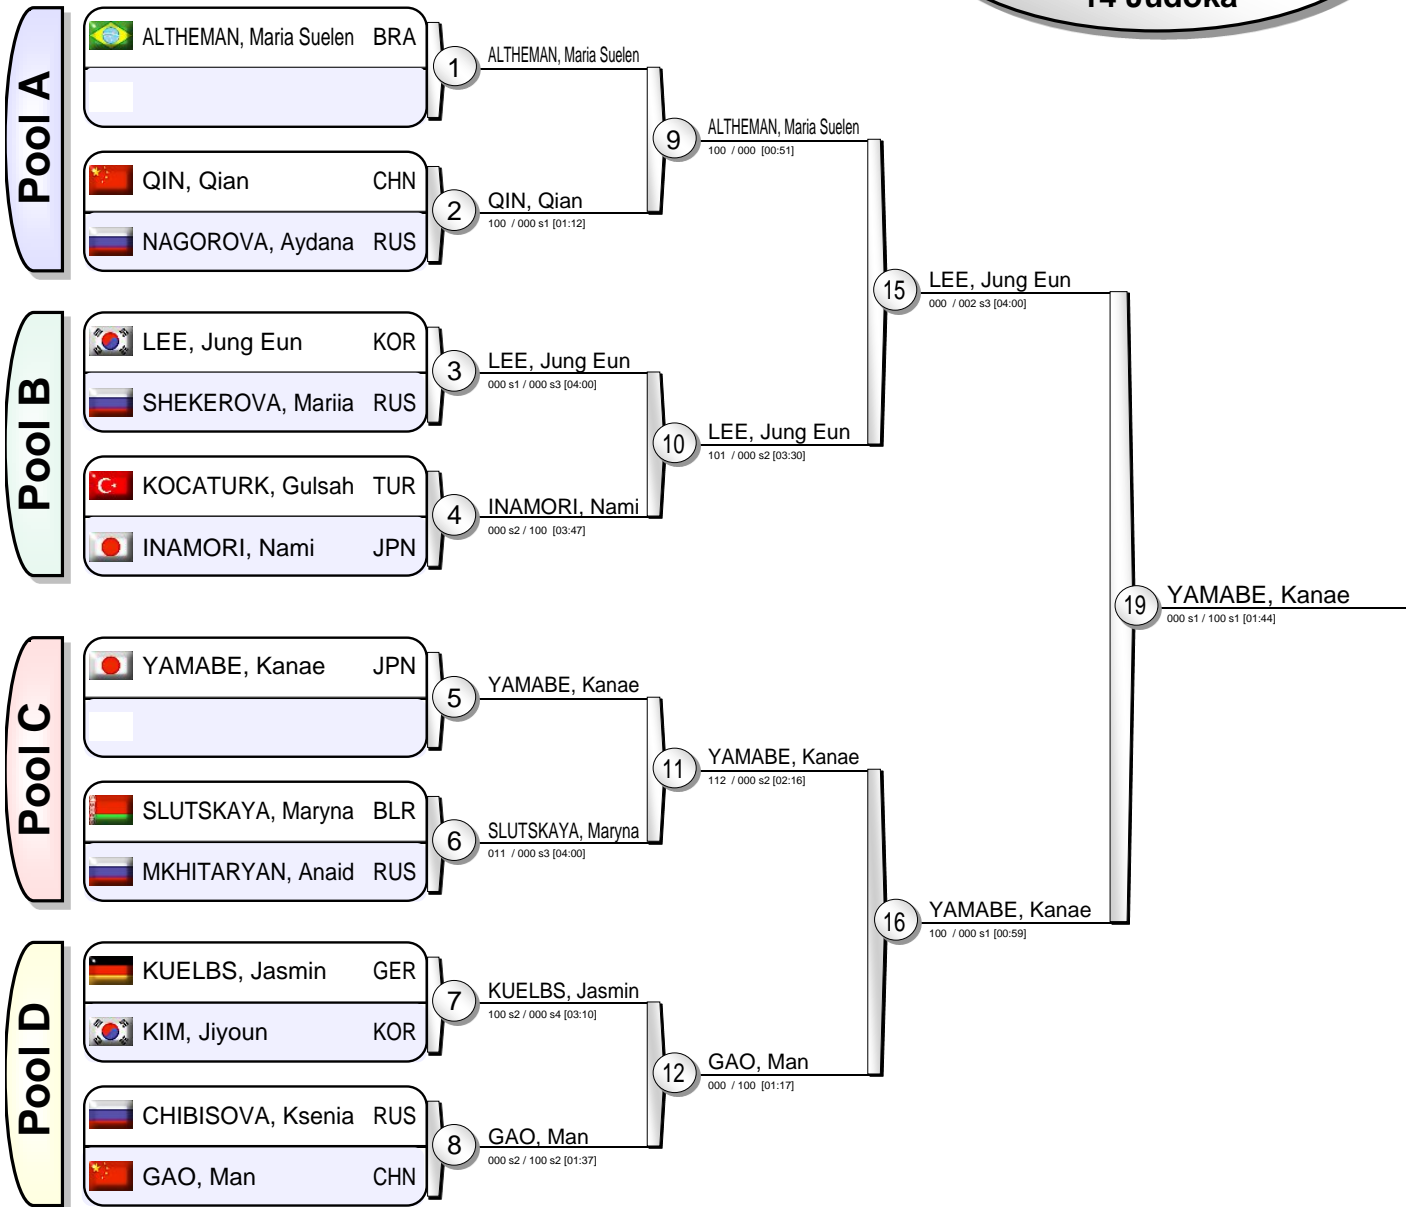 14 Judoka
Pool A
ALTHEMAN, Maria Suelen BRA
1
ALTHEMAN, Maria Suelen
QIN, Qian CHN
NAGOROVA, Aydana RUS
2
QIN, Qian
100 / 000 s1 [01:12]
9
ALTHEMAN, Maria Suelen
100 / 000 [00:51]
Pool B
LEE, Jung Eun KOR
SHEKEROVA, Mariia RUS
3
LEE, Jung Eun
000 s1 / 000 s3 [04:00]
KOCATURK, Gulsah TUR
INAMORI, Nami JPN
4
INAMORI, Nami
000 s2 / 100 [03:47]
10
LEE, Jung Eun
101 / 000 s2 [03:30]
15
LEE, Jung Eun
000 / 002 s3 [04:00]
Pool C
YAMABE, Kanae JPN
5
YAMABE, Kanae
SLUTSKAYA, Maryna BLR
MKHITARYAN, Anaid RUS
6
SLUTSKAYA, Maryna
011 / 000 s3 [04:00]
11
YAMABE, Kanae
112 / 000 s2 [02:16]
Pool D
KUELBS, Jasmin GER
KIM, Jiyoun KOR
7
KUELBS, Jasmin
100 s2 / 000 s4 [03:10]
CHIBISOVA, Ksenia RUS
GAO, Man CHN
8
GAO, Man
000 s2 / 100 s2 [01:37]
12
GAO, Man
000 / 100 [01:17]
16
YAMABE, Kanae
100 / 000 s1 [00:59]
19
YAMABE, Kanae
000 s1 / 100 s1 [01:44]